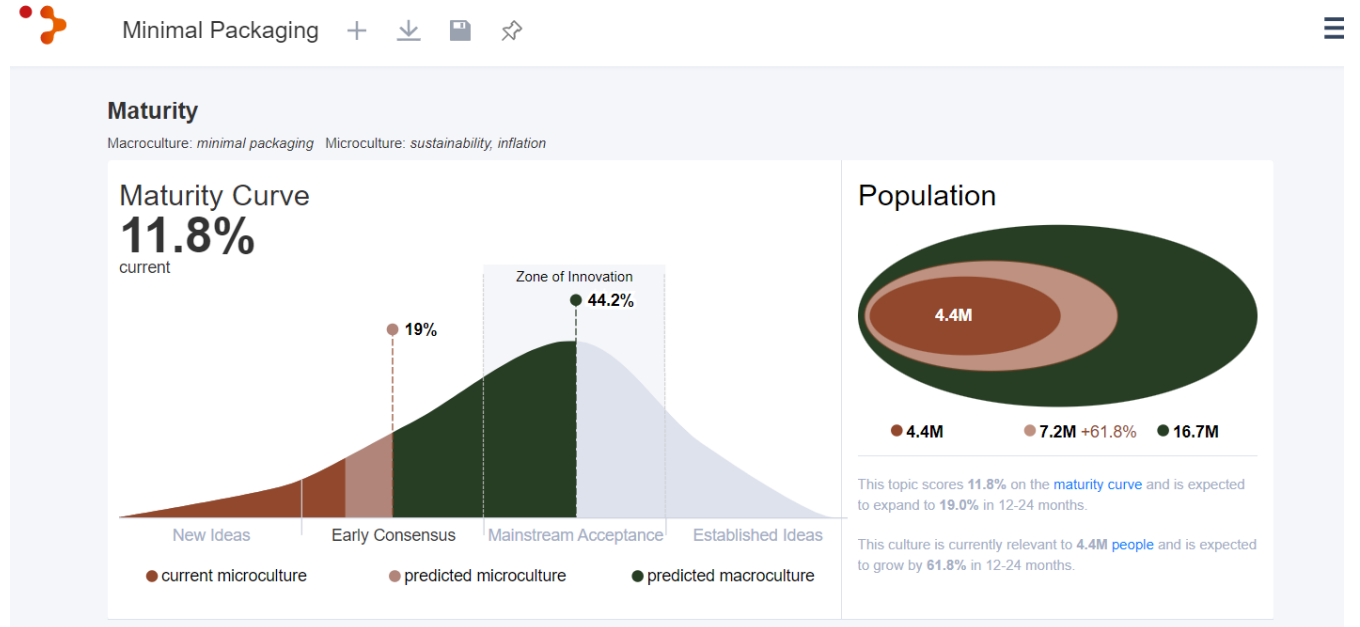 Minimal Packaging
Maturity
Macroculture: minimal packaging Microculture: sustainability, inflation
Maturity Curve
11.8%
current
Zone of Innovation
44.2%
19%
New Ideas
Early Consensus
Mainstream Acceptance
Established Ideas
current microculture
predicted microculture
predicted macroculture
Population
4.4M
4.4M
7.2M +61.8%
16.7M
This topic scores 11.8% on the maturity curve and is expected
to expand to 19.0% in 12-24 months.
This culture is currently relevant to 4.4M people and is expected
to grow by 61.8% in 12-24 months.